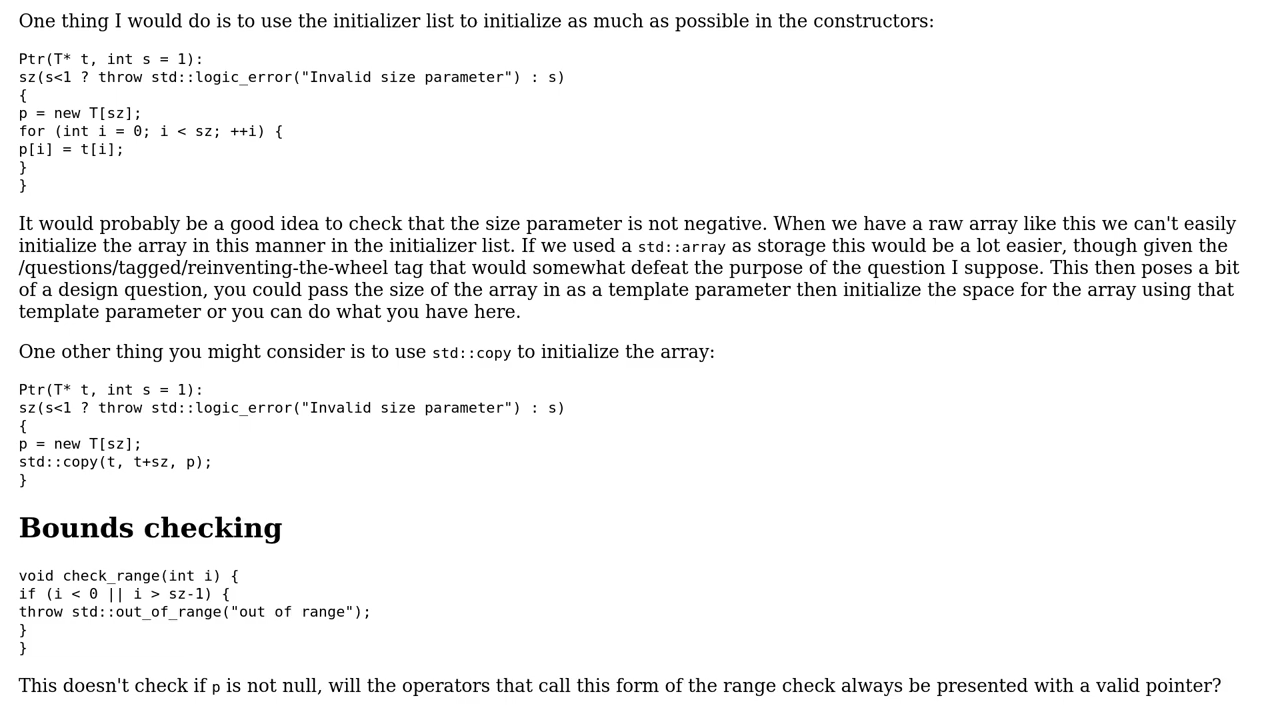 One thing I would do is to use the initializer list to initialize as much as possible in the constructors:
Ptr(T* t, int s = 1):
sz(s<1 ? throw std::logic_error("Invalid size parameter") : s)
{
p = new T[sz];
for (int i = 0; i < sz; ++i) {
p[i] = t[i];
}
}
It would probably be a good idea to check that the size parameter is not negative. When we have a raw array like this we can't easily
initialize the array in this manner in the initializer list. If we used a std::array as storage this would be a lot easier, though given the
/questions/tagged/reinventing-the-wheel tag that would somewhat defeat the purpose of the question I suppose. This then poses a bit
of a design question, you could pass the size of the array in as a template parameter then initialize the space for the array using that
template parameter or you can do what you have here.
One other thing you might consider is to use std::copy to initialize the array:
Ptr(T* t, int s = 1):
sz(s<1 ? throw std::logic_error("Invalid size parameter") : s)
{
p = new T[sz];
std::copy(t, t+sz, p);
}
Bounds checking
void check_range(int i) {
if (i < 0 || i > sz-1) {
throw std::out_of_range("out of range");
}
}
This doesn't check if p is not null, will the operators that call this form of the range check always be presented with a valid pointer?